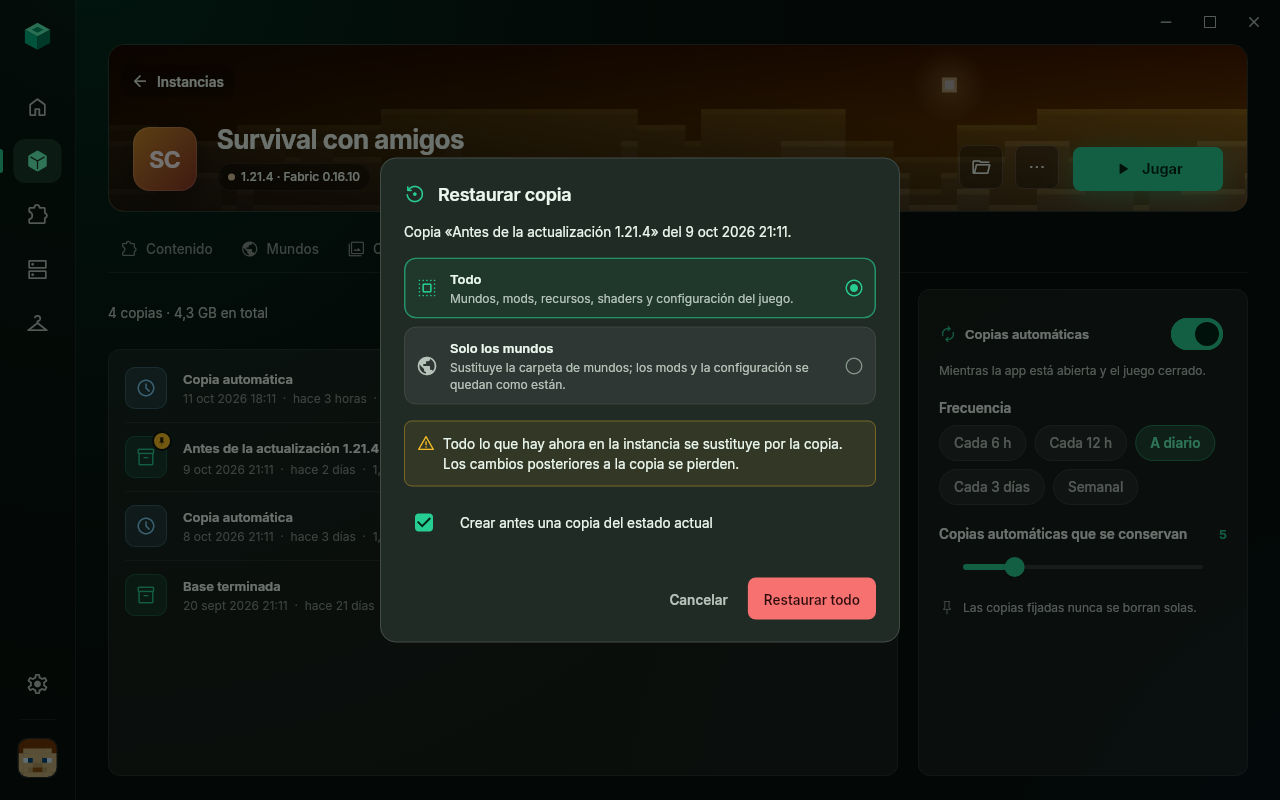 Instancias
SC
Survival con amigos
1.21.4 · Fabric 0.16.10
···
Jugar
Contenido
Mundos
4 copias · 4,3 GB en total
Copia automática
11 oct 2026 18:11 · hace 3 horas ·
Antes de la actualización 1.21.4
9 oct 2026 21:11 · hace 2 días · 1,
Copia automática
8 oct 2026 21:11 · hace 3 días · 1,
Base terminada
20 sept 2026 21:11 · hace 21 días
Restaurar copia
Copia «Antes de la actualización 1.21.4» del 9 oct 2026 21:11.
Todo
Mundos, mods, recursos, shaders y configuración del juego.
Solo los mundos
Sustituye la carpeta de mundos; los mods y la configuración se
quedan como están.
Todo lo que hay ahora en la instancia se sustituye por la copia.
Los cambios posteriores a la copia se pierden.
Crear antes una copia del estado actual
Cancelar
Restaurar todo
Copias automáticas
Mientras la app está abierta y el juego cerrado.
Frecuencia
Cada 6 h
Cada 12 h
A diario
Cada 3 días
Semanal
Copias automáticas que se conservan 5
Las copias fijadas nunca se borran solas.